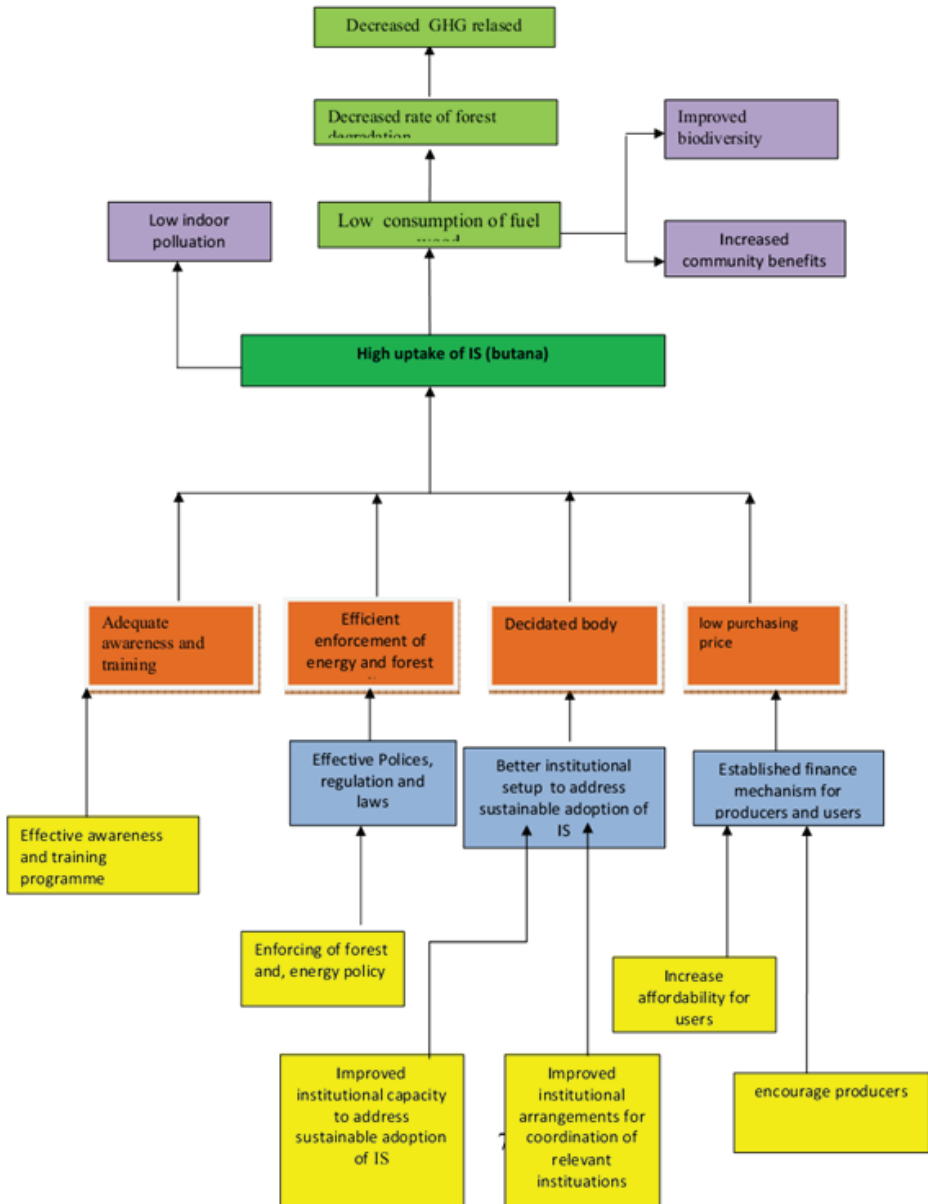 Decreased GHG relased
Decreased rate of forest
degradation
Improved
biodiversity
Low indoor
polluation
Low consumption of fuel
wood
Increased
community benefits
High uptake of IS (butana)
Adequate
awareness and
training
Efficient
enforcement of
energy and forest
Decidated body
low purchasing
price
Effective Polices,
regulation and
laws
Better institutional
setup to address
sustainable adoption of
IS
Established finance
mechanism for
producers and users
Effective awareness
and training
programme
Enforcing of forest
and, energy policy
Increase
affordability for
users
Improved
institutional capacity
to address
sustainable adoption
of IS
Improved
institutional
arrangements for
coordination of
relevant
instituations
encourage producers
7